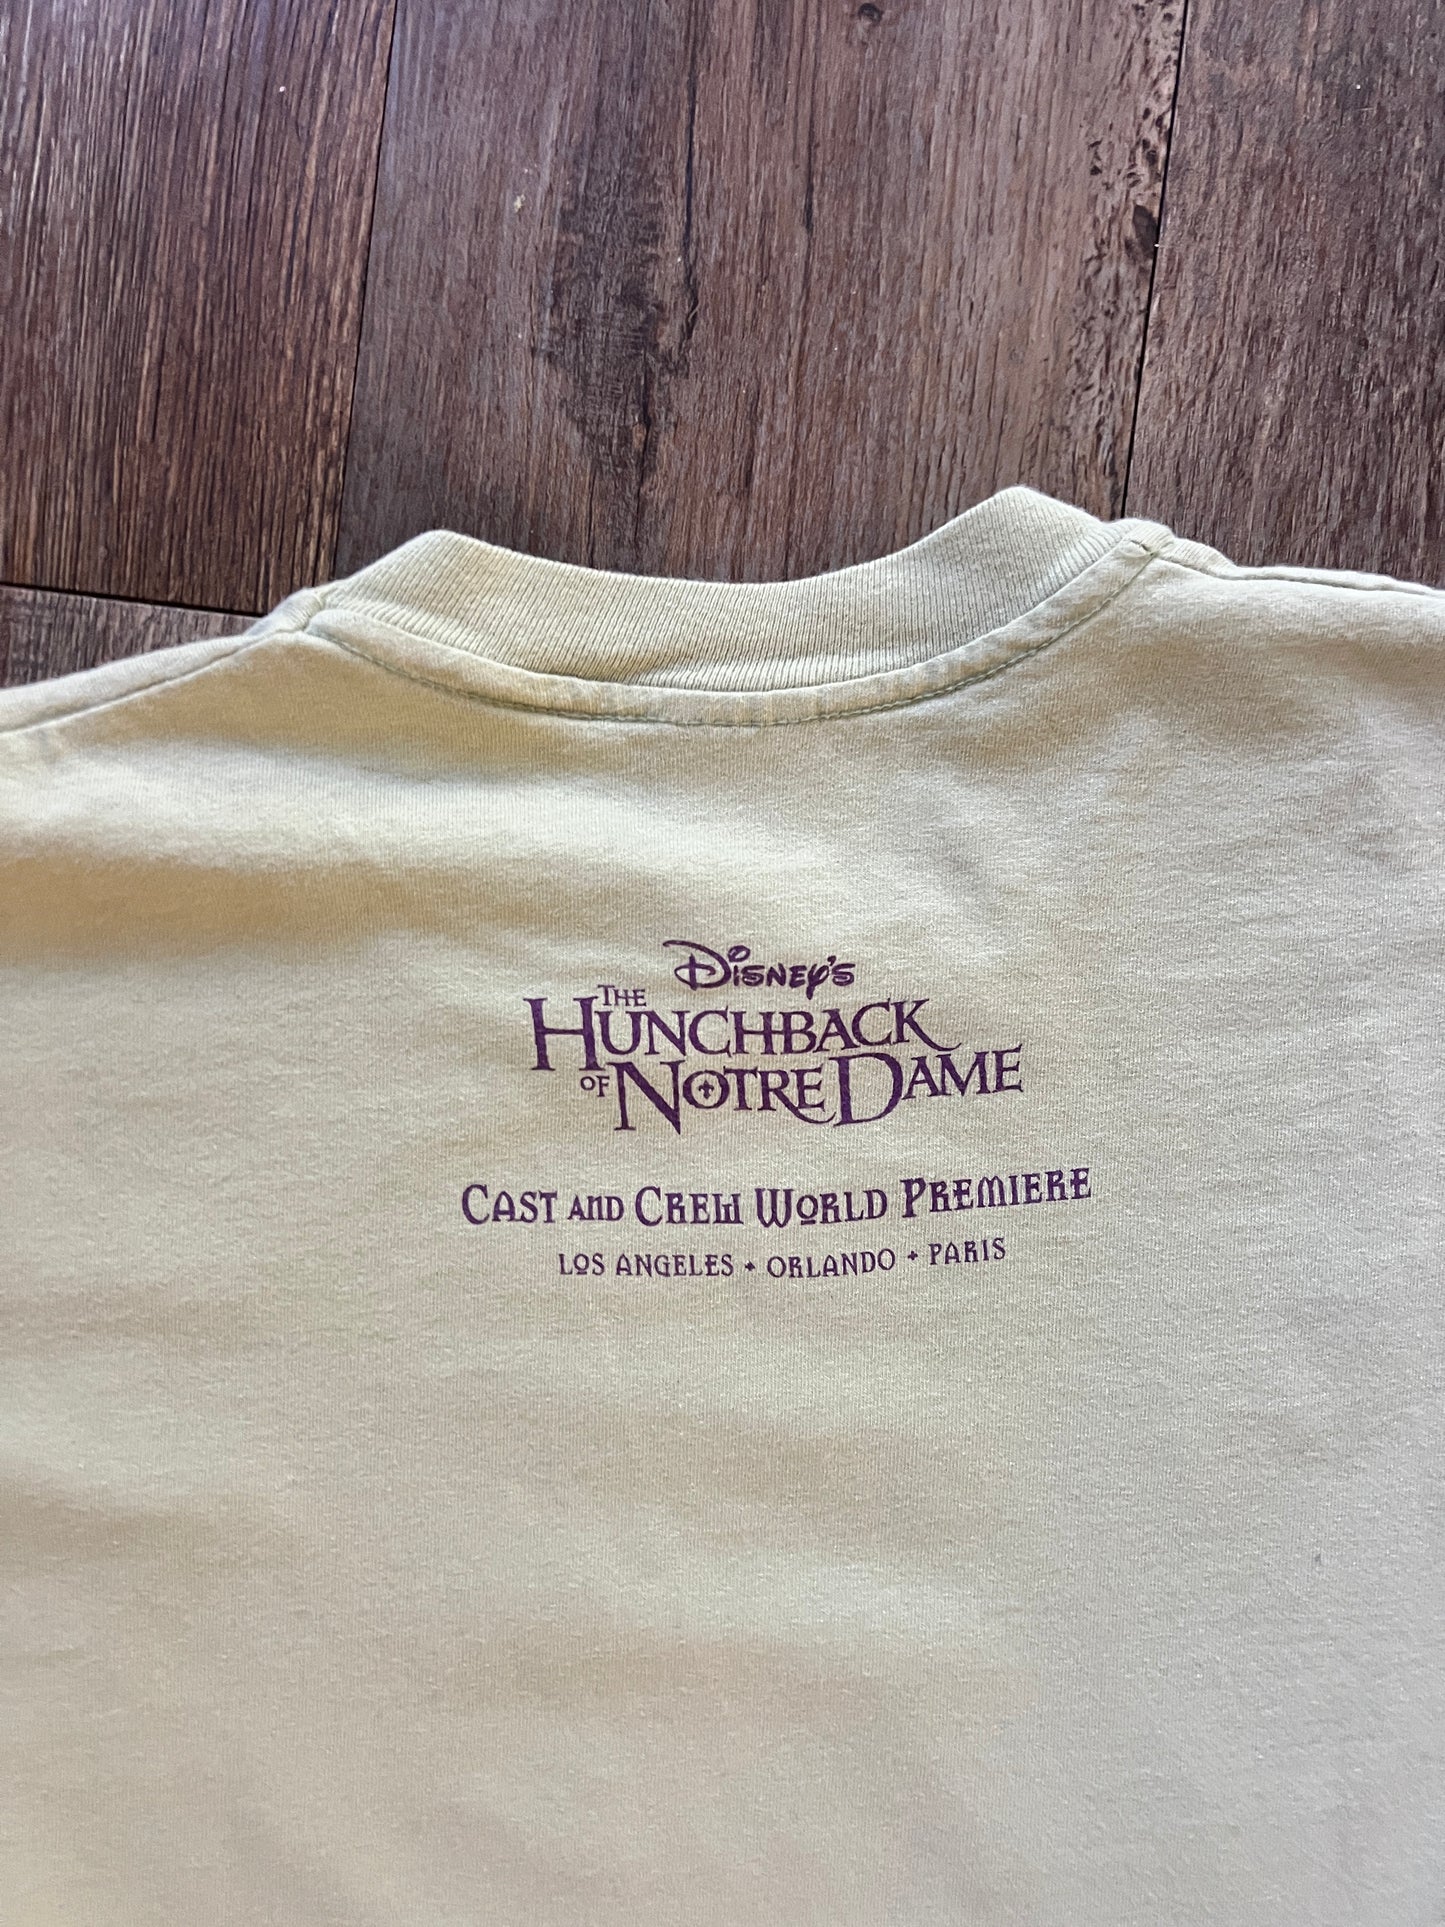 Disney's
The
Hunchback
of Notre Dame
Cast and Crew World Premiere
Los Angeles • Orlando • Paris